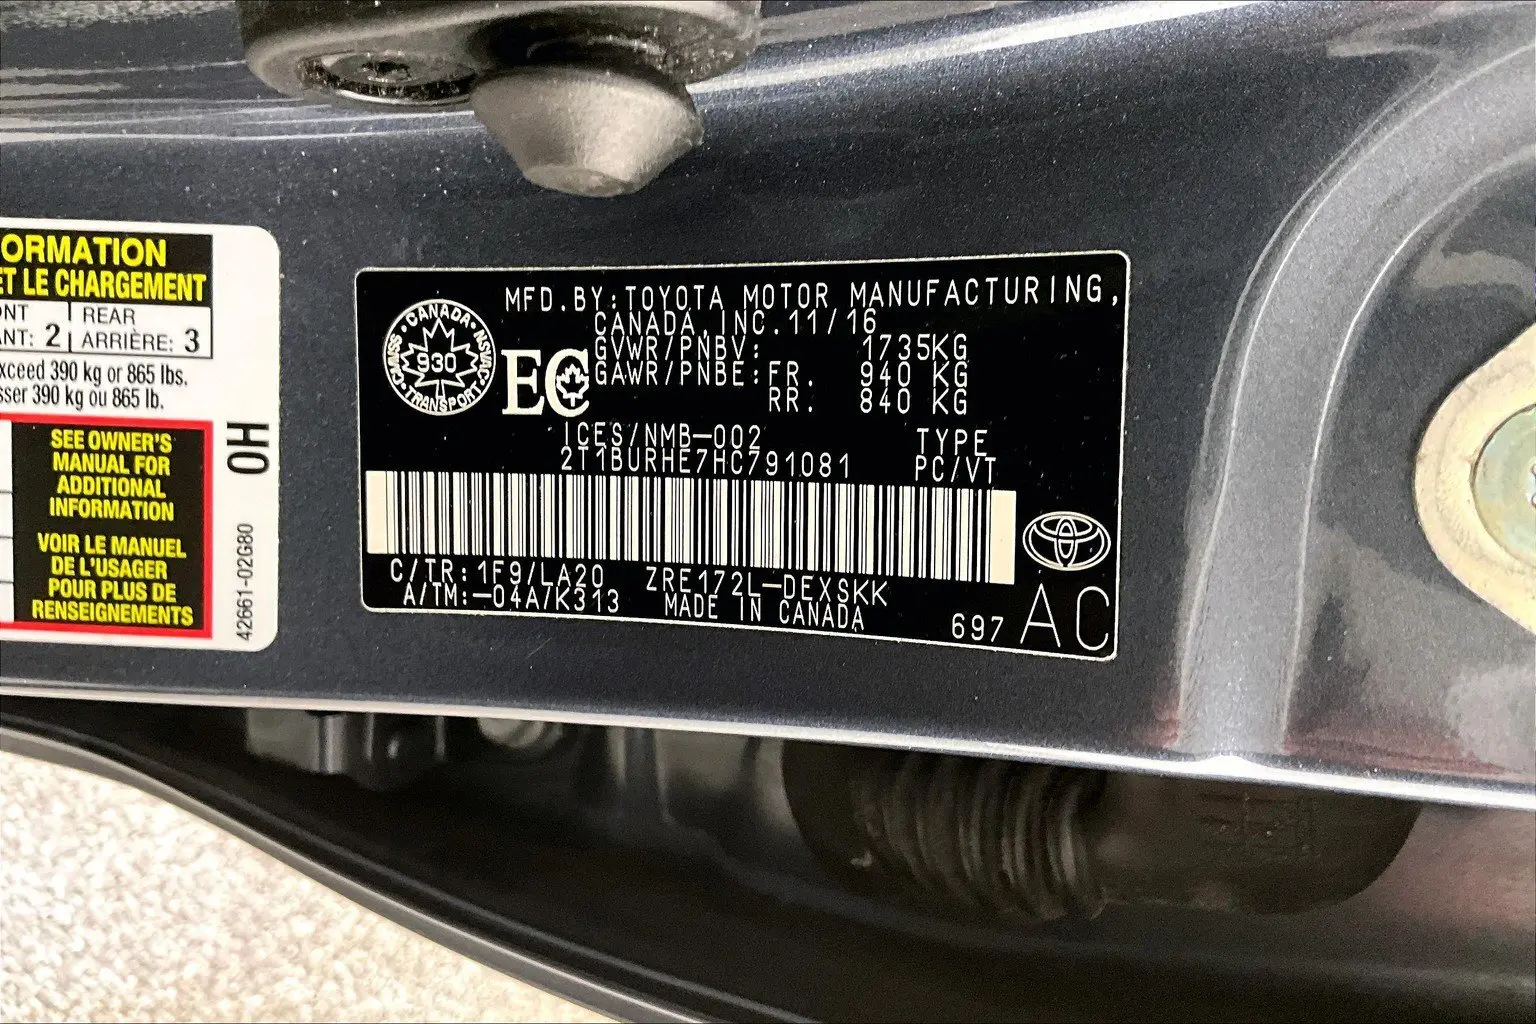 ORMATION
ET LE CHARGEMENT
ONT REAR
ANT: 2 ARRIÈRE: 3
xceed 390 kg or 865 lbs.
sser 390 kg ou 865 lb.
SEE OWNER'S
MANUAL FOR
ADDITIONAL
INFORMATION
VOIR LE MANUEL
DE L'USAGER
POUR PLUS DE
RENSEIGNEMENTS
0H
42661-02G80
MFD.BY:TOYOTA MOTOR MANUFACTURING,
CANADA,INC.11/16
GVWR/PNBV: 1735KG
GAWR/PNBE:FR. 940 KG
RR. 840 KG
CANADA
CMVSS NSVAC
930
TRANSPORT
EC
ICES/NMB-002 TYPE
2T1BURHE7HC791081 PC/VT
C/TR:1F9/LA20 ZRE172L-DEXSKK
A/TM:-04A/K313 MADE IN CANADA
697 AC